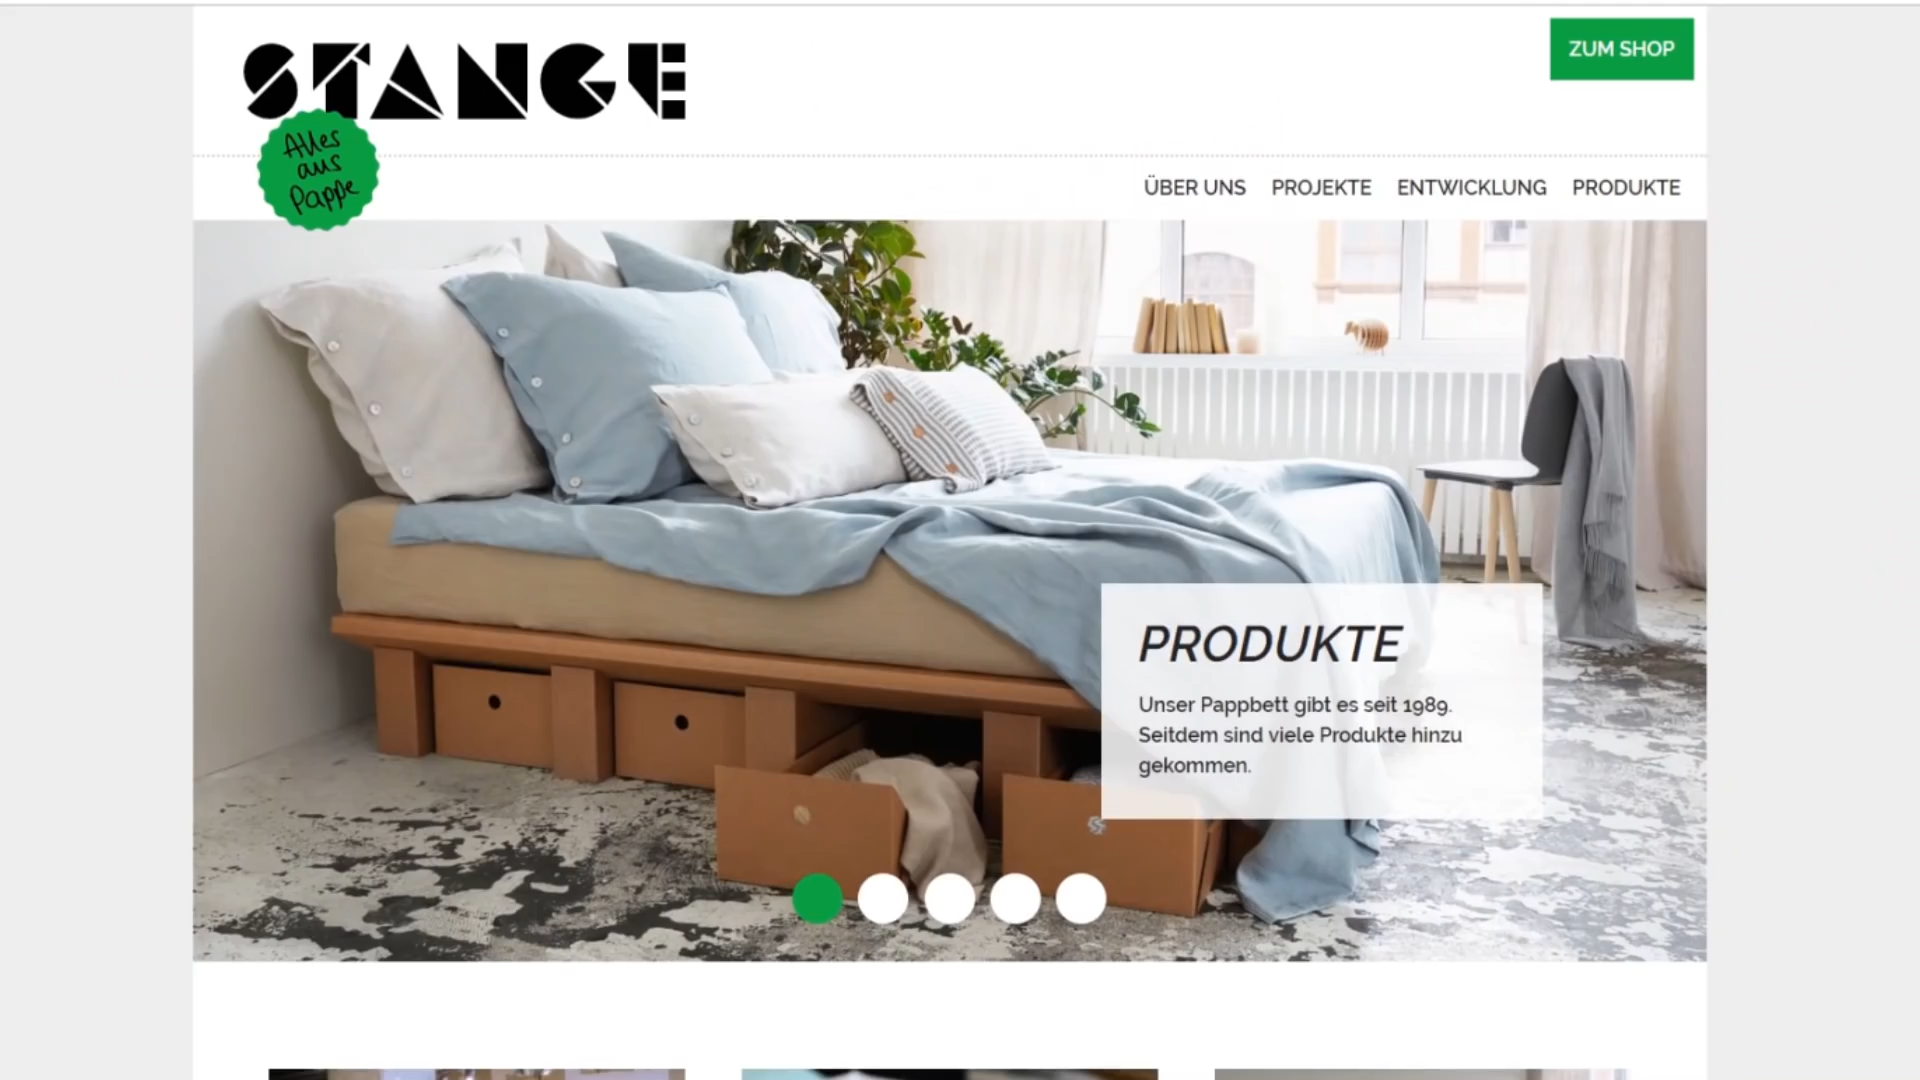 STANGE
ZUM SHOP
Alles
aus
Pappe
ÜBER UNS PROJEKTE ENTWICKLUNG PRODUKTE
PRODUKTE
Unser Pappbett gibt es seit 1989.
Seitdem sind viele Produkte hinzu
gekommen.